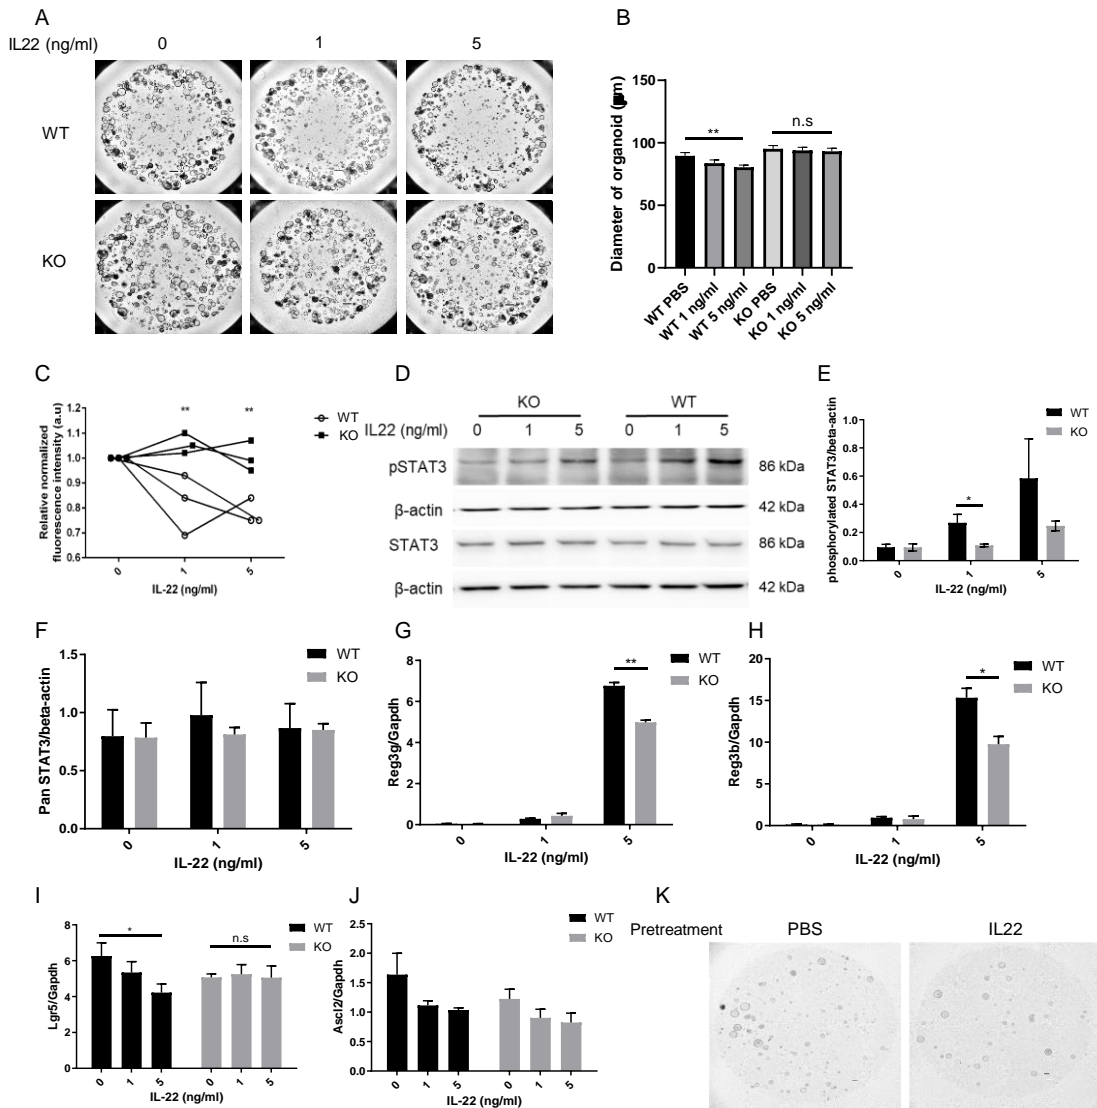 A
IL22 (ng/ml)
0
1
5
WT
KO
B
Diameter of organoid (μm)
150
100
50
0
**
n.s
WT PBS
WT 1 ng/ml
WT 5 ng/ml
KO PBS
KO 1 ng/ml
KO 5 ng/ml
C
Relative normalized
fluorescence intensity (a.u)
1.2
1.1
1.0
0.9
0.8
0.7
0.6
**
**
0
1
5
IL-22 (ng/ml)
WT
KO
D
KO
WT
IL22 (ng/ml)
0
1
5
0
1
5
pSTAT3
86 kDa
β-actin
42 kDa
STAT3
86 kDa
β-actin
42 kDa
E
phosphorylated STAT3/beta-actin
1.0
0.8
0.6
0.4
0.2
0.0
*
WT
KO
0
1
5
IL-22 (ng/ml)
F
Pan STAT3/beta-actin
1.5
1.0
0.5
0.0
WT
KO
0
1
5
IL-22 (ng/ml)
G
Reg3g/Gapdh
8
6
4
2
0
**
WT
KO
0
1
5
IL-22 (ng/ml)
H
Reg3b/Gapdh
20
15
10
5
0
*
WT
KO
0
1
5
IL-22 (ng/ml)
I
Lgr5/Gapdh
8
6
4
2
0
*
n.s
WT
KO
0
1
5
0
1
5
IL-22 (ng/ml)
J
Ascl2/Gapdh
2.5
2.0
1.5
1.0
0.5
0.0
WT
KO
0
1
5
0
1
5
IL-22 (ng/ml)
K
Pretreatment
PBS
IL22